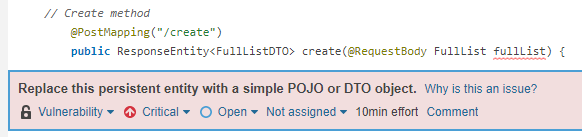 // Create method
@PostMapping("/create")
public ResponseEntity<FullListDTO> create(@RequestBody FullList fullList) {
Replace this persistent entity with a simple POJO or DTO object. Why is this an issue?
Vulnerability Critical Open Not assigned 10min effort Comment